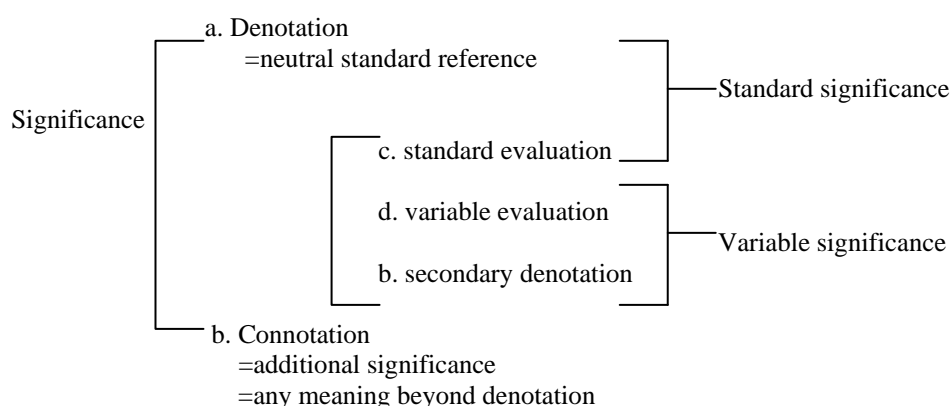 a. Denotation
=neutral standard reference
Standard significance
Significance
c. standard evaluation
d. variable evaluation
Variable significance
b. secondary denotation
b. Connotation
=additional significance
=any meaning beyond denotation